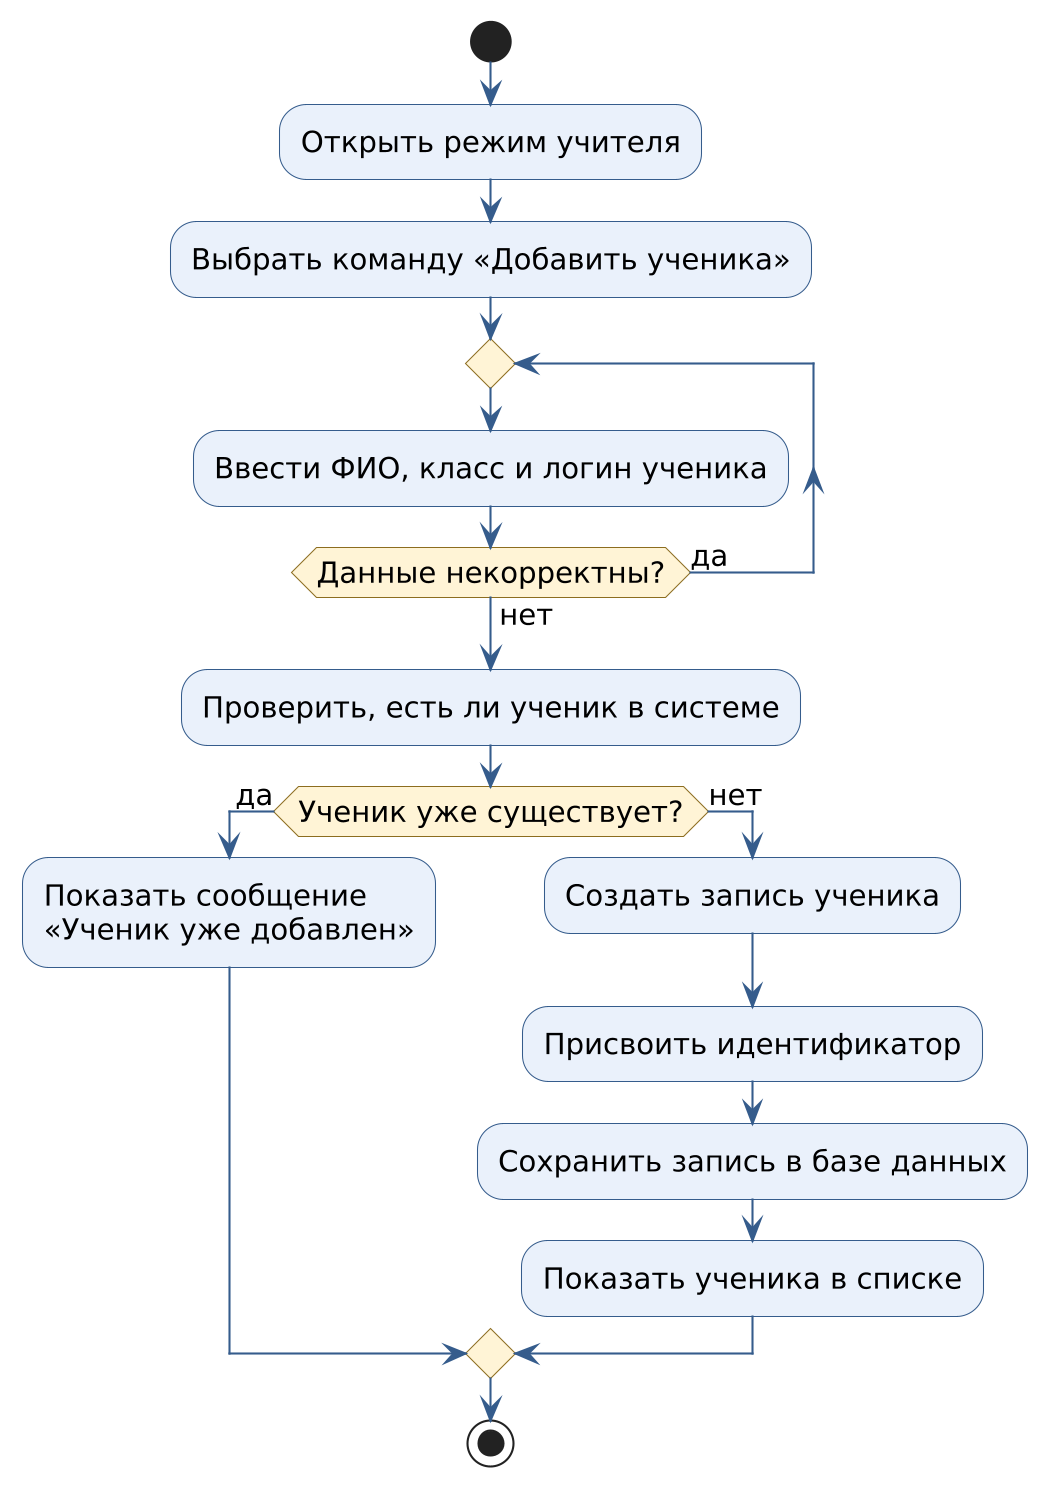 Открыть режим учителя
Выбрать команду «Добавить ученика»
Ввести ФИО, класс и логин ученика
Данные некорректны?
да
нет
Проверить, есть ли ученик в системе
да
Ученик уже существует?
нет
Показать сообщение
«Ученик уже добавлен»
Создать запись ученика
Присвоить идентификатор
Сохранить запись в базе данных
Показать ученика в списке